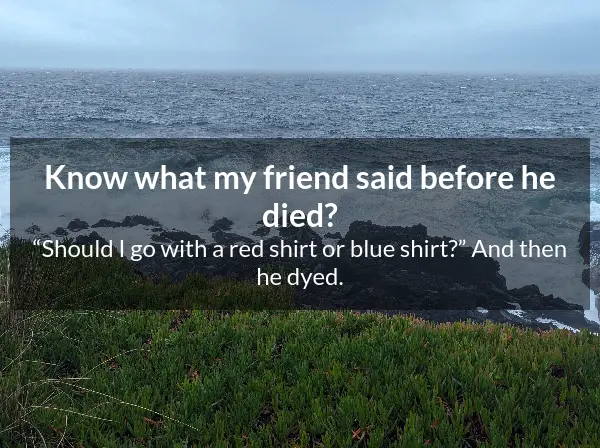 Know what my friend said before he
died?
“Should I go with a red shirt or blue shirt?” And then
he dyed.